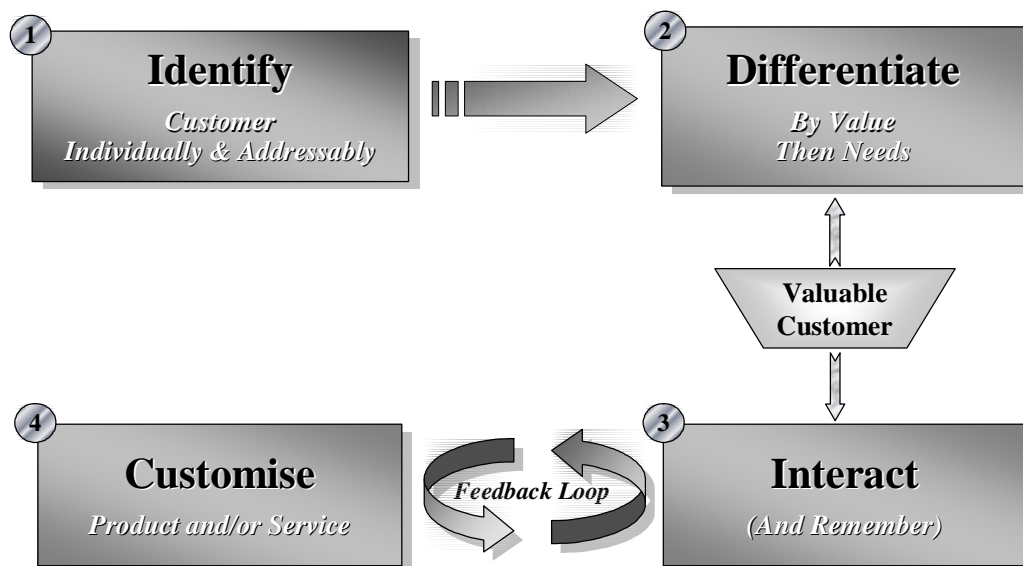 1
Identify
Customer
Individually & Addressably
2
Differentiate
By Value
Then Needs
Valuable
Customer
3
Interact
(And Remember)
Feedback Loop
4
Customise
Product and/or Service